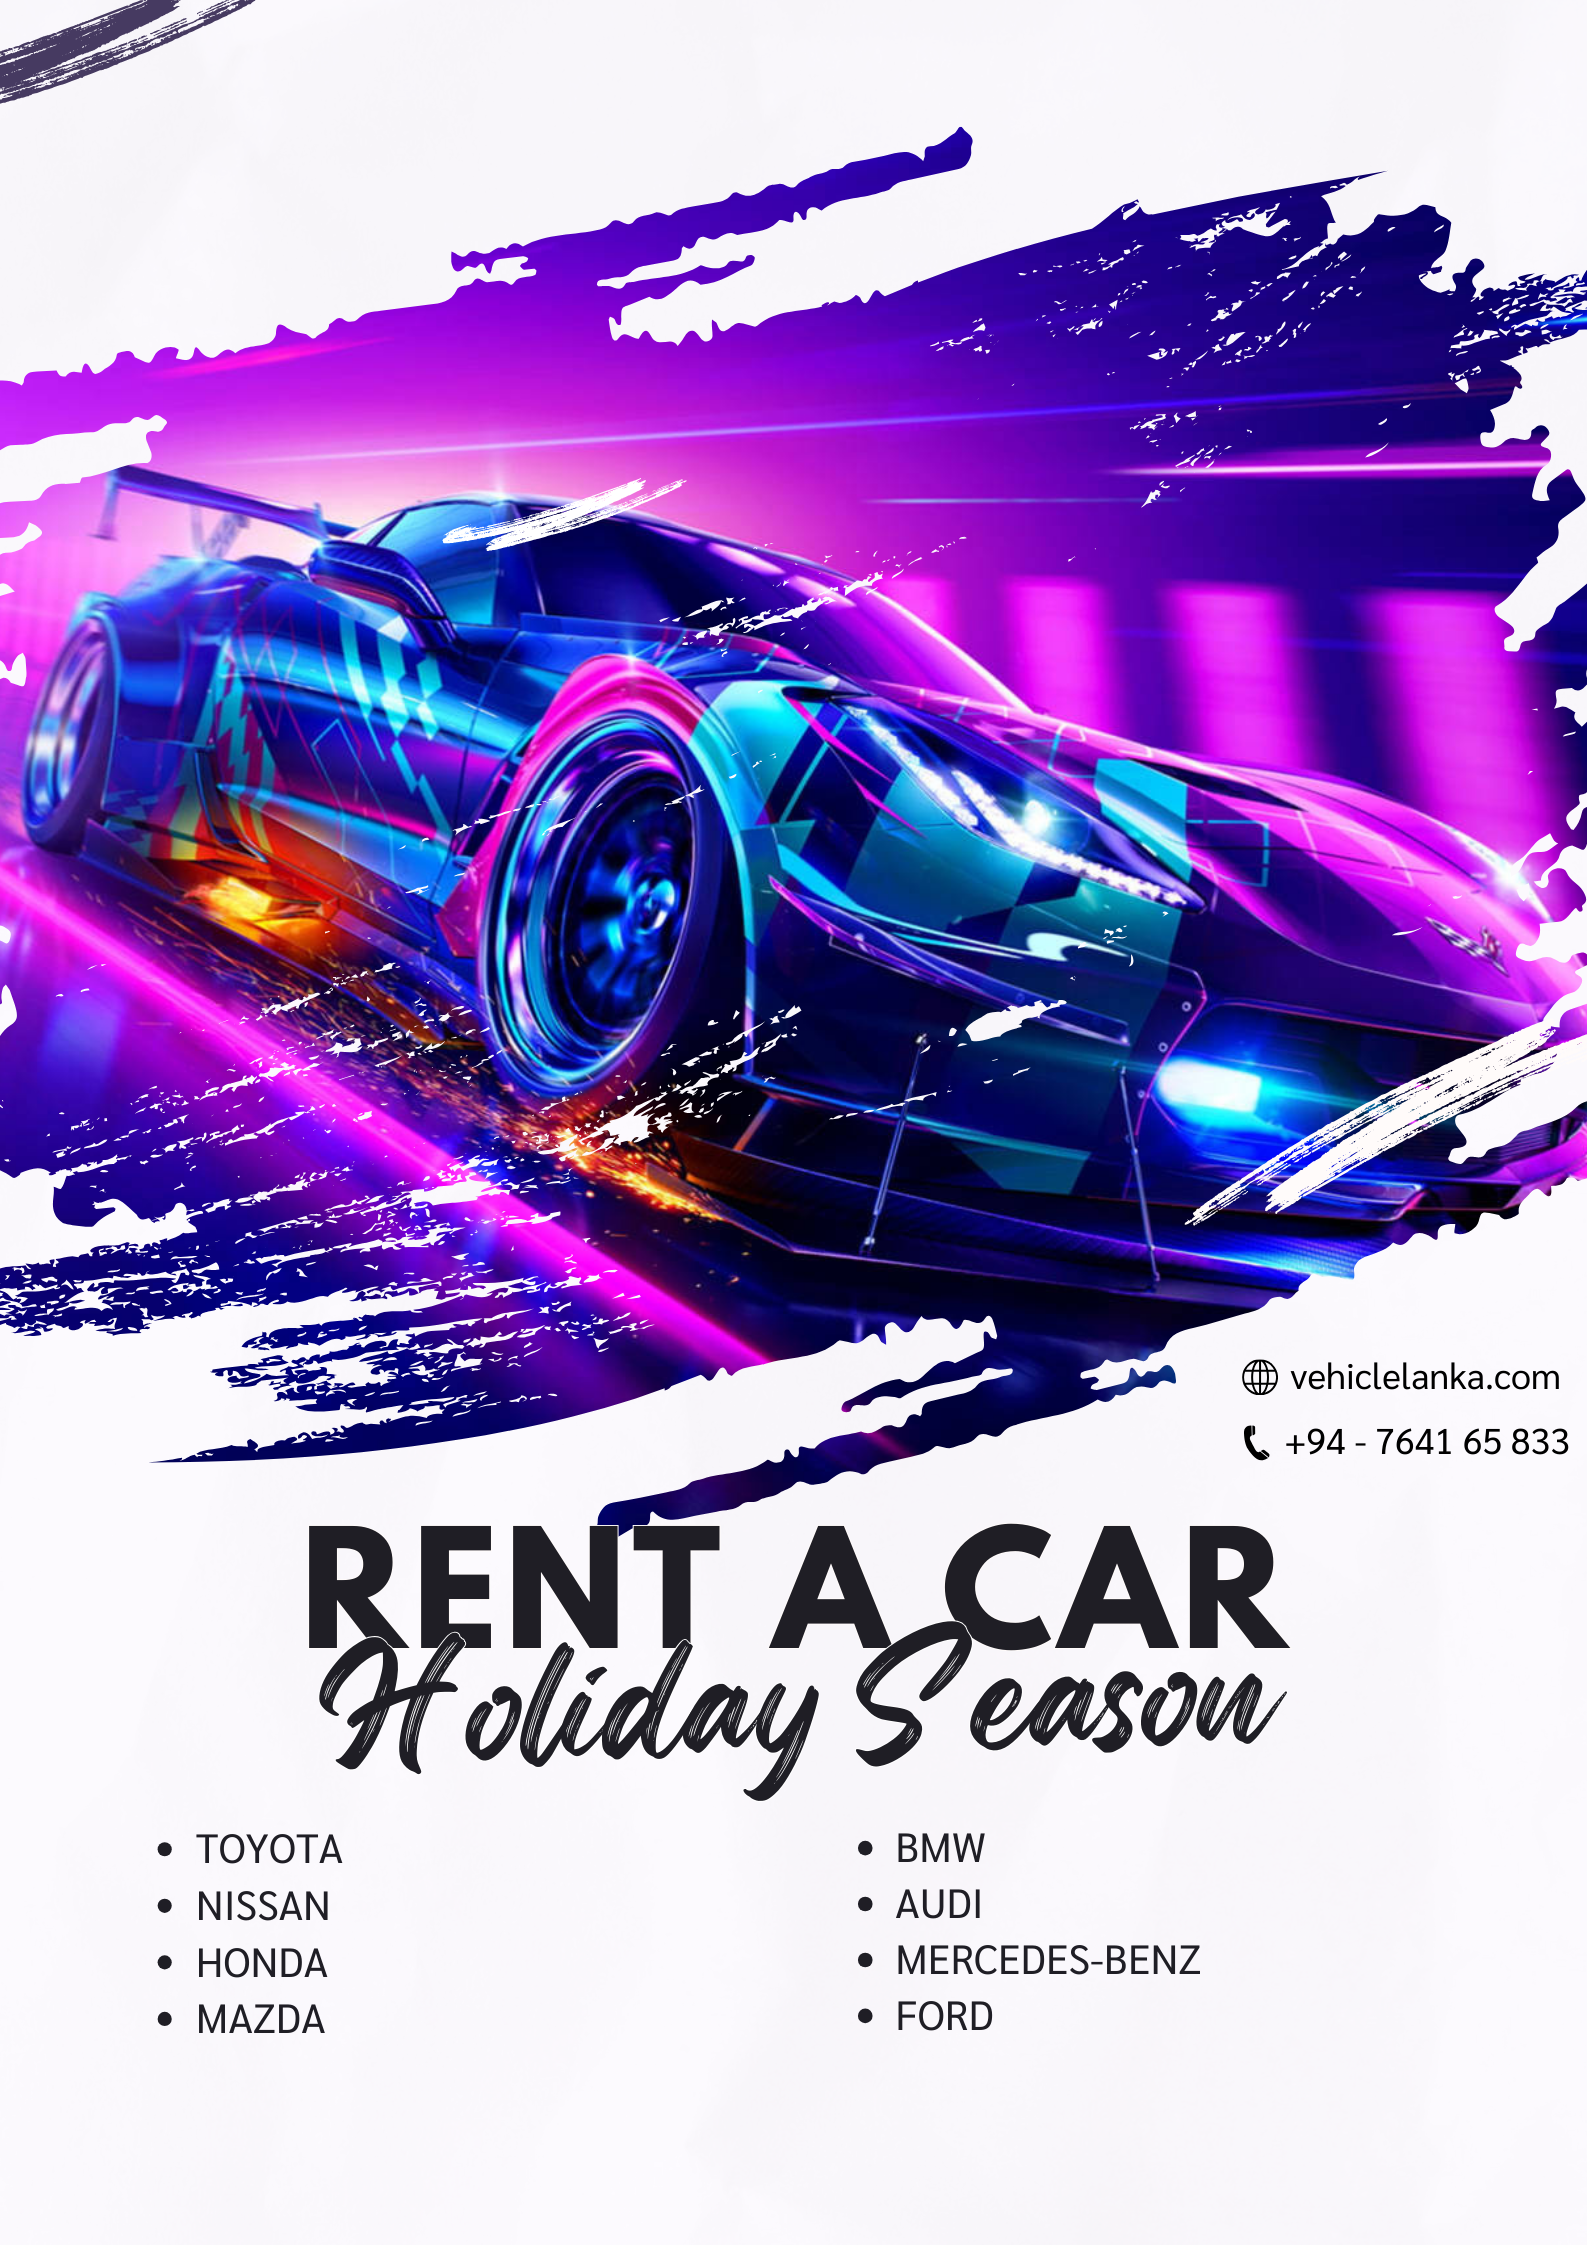 vehiclelanka.com
+94 - 7641 65 833
RENT A CAR
Holiday Season
• TOYOTA
• NISSAN
• HONDA
• MAZDA
• BMW
• AUDI
• MERCEDES-BENZ
• FORD